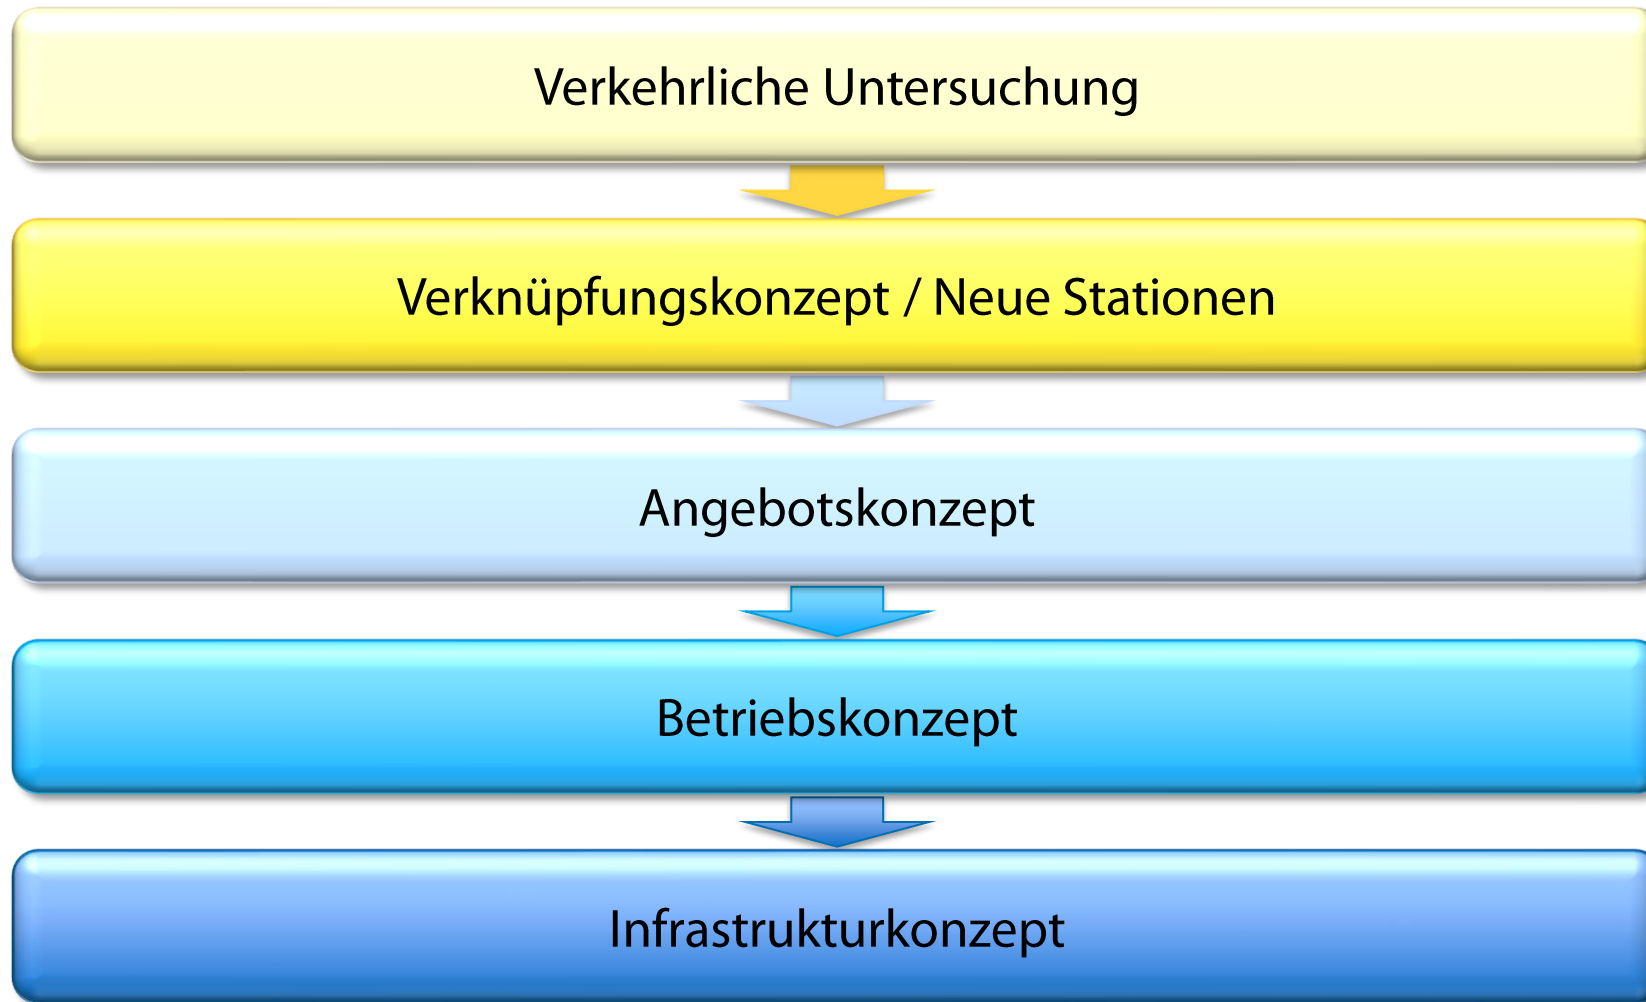 Verkehrliche Untersuchung
Verknüpfungskonzept / Neue Stationen
Angebotskonzept
Betriebskonzept
Infrastrukturkonzept